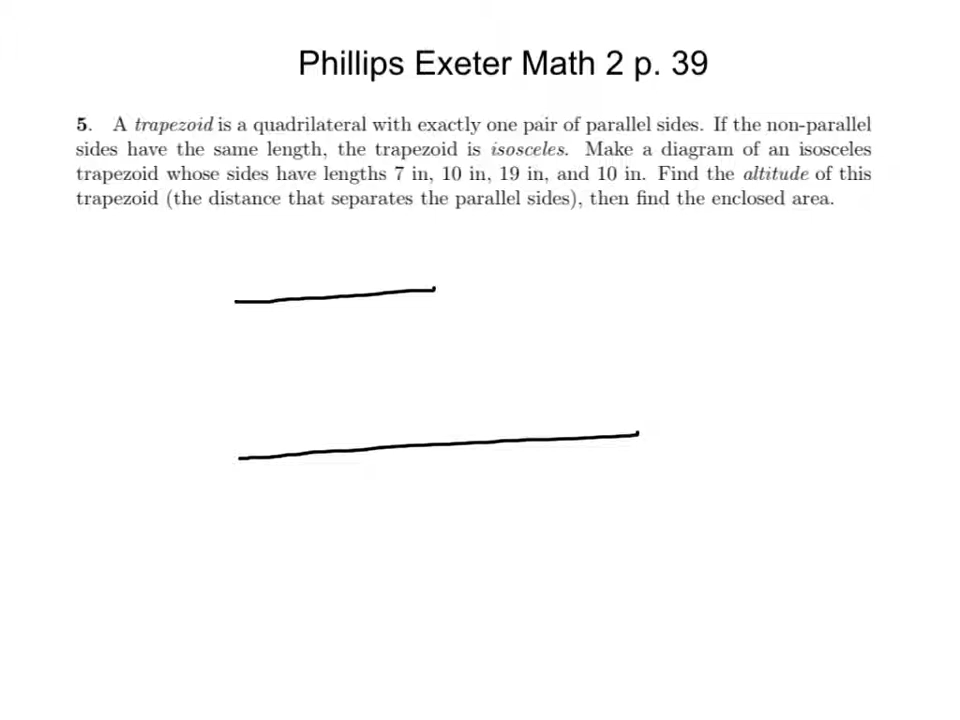 Phillips Exeter Math 2 p. 39
5. A trapezoid is a quadrilateral with exactly one pair of parallel sides. If the non-parallel
sides have the same length, the trapezoid is isosceles. Make a diagram of an isosceles
trapezoid whose sides have lengths 7 in, 10 in, 19 in, and 10 in. Find the altitude of this
trapezoid (the distance that separates the parallel sides), then find the enclosed area.